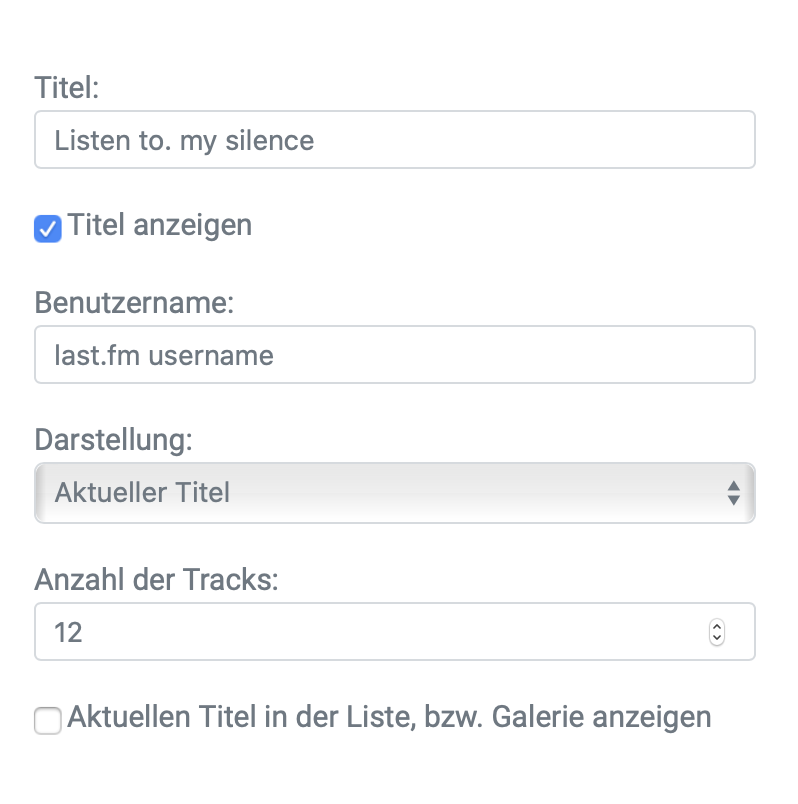 Titel:
Listen to. my silence
Titel anzeigen
Benutzername:
last.fm username
Darstellung:
Aktueller Titel
Anzahl der Tracks:
12
Aktuellen Titel in der Liste, bzw. Galerie anzeigen